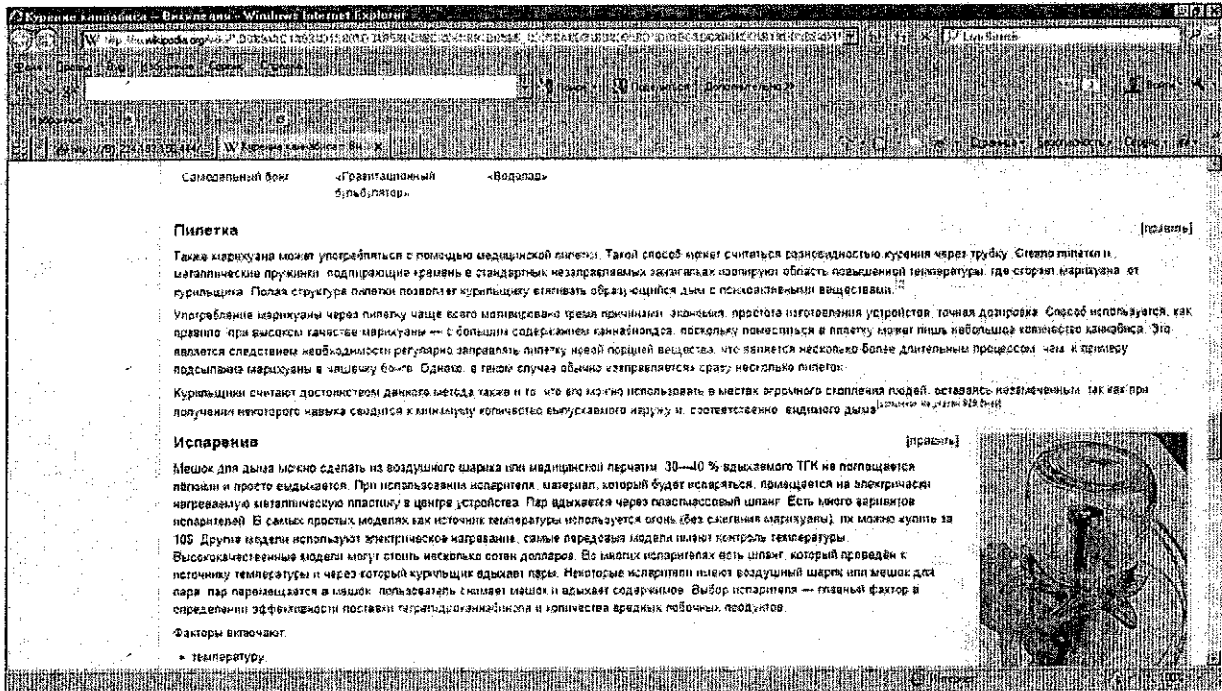 Курение каннабиса — Википедия - Windows Internet Explorer
Live Search
Избранное
Курение каннабиса — Ви...
Самодельный бонг «Гравитационный «Водопад»
бульбулятор»
Пипетка [править]
Также марихуана может употребляться с помощью медицинской пипетки. Такой способ может считаться разновидностью курения через трубку. Стекло пипетки и
металлические пружинки, подпирающие кремень в стандартных незаправляемых зажигалках изолируют область повышенной температуры, где сгорает марихуана, от
курильщика. Полая структура пипетки позволяет курильщику втягивать образующийся дым с психоактивными веществами.
Употребление марихуаны через пипетку чаще всего мотивировано тремя причинами: экономия, простота изготовления устройства, точная дозировка. Способ используется, как
правило, при высоком качестве марихуаны — с большим содержанием каннабиноидов, поскольку поместиться в пипетку может лишь небольшое количество каннабиса. Это
является следствием необходимости регулярно заправлять пипетку новой порцией вещества, что является несколько более длительным процессом, чем, к примеру
подсыпание марихуаны в чашечку бонга. Однако, в таком случае обычно «заправляется» сразу несколько пипеток.
Курильщики считают достоинством данного метода также и то, что его можно использовать в местах огромного скопления людей, оставаясь незамеченным, так как при
получении некоторого навыка сводится к минимуму количество выпускаемого наружу и, соответственно, видимого дыма
Испарение [править]
Мешок для дыма можно сделать из воздушного шарика или медицинской перчатки. 30—40 % вдыхаемого ТГК не поглощается
лёгкими и просто выдыхается. При использовании испарителя, материал, который будет испаряться, помещается на электрически
нагреваемую металлическую пластину в центре устройства. Пар вдыхается через пластмассовый шланг. Есть много вариантов
испарителей. В самых простых моделях как источник температуры используется огонь (без сжигания марихуаны), их можно купить за
10$. Другие модели используют электрическое нагревание, самые передовые модели имеют контроль температуры.
Высококачественные модели могут стоить несколько сотен долларов. Во многих испарителях есть шланг, который проведён к
источнику температуры и через который курильщик вдыхает пары. Некоторые испарители имеют воздушный шарик или мешок для
пара, пар перемещается в мешок, пользователь снимает мешок и вдыхает содержимое. Выбор испарителя — главный фактор в
определении эффективности поставки тетрагидроканнабинола и количества вредных побочных продуктов.
Факторы включают:
• температуру